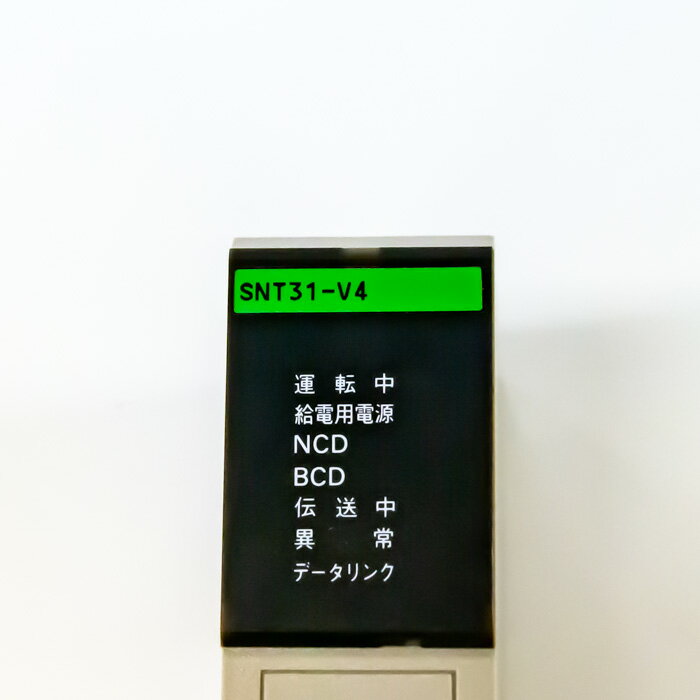 SNT31-V4
運転中
給電用電源
NCD
BCD
伝送中
異常
データリンク